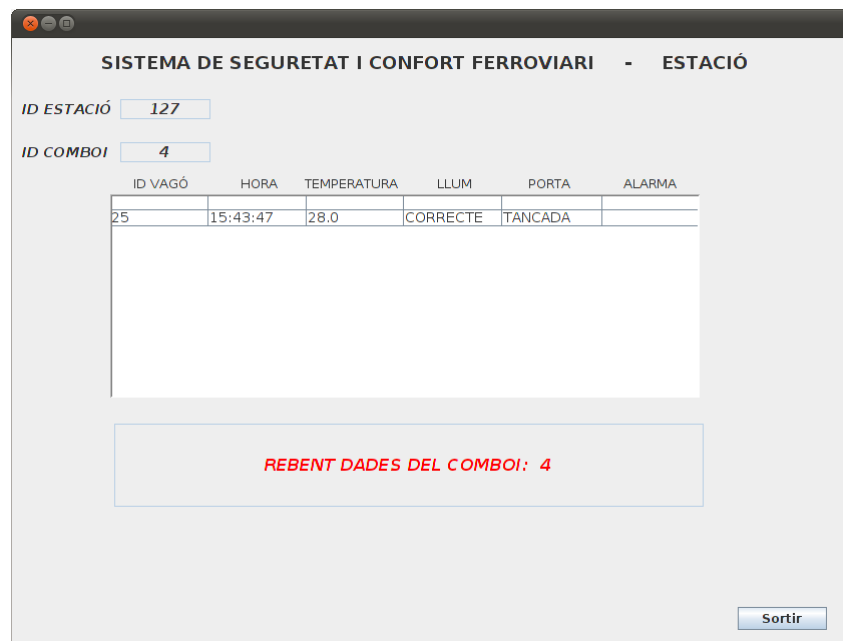 SISTEMA DE SEGURETAT I CONFORT FERROVIARI - ESTACIÓ
ID ESTACIÓ 127
ID COMBOI 4
ID VAGÓ HORA TEMPERATURA LLUM PORTA ALARMA
25 15:43:47 28.0 CORRECTE TANCADA
REBENT DADES DEL COMBOI: 4
Sortir